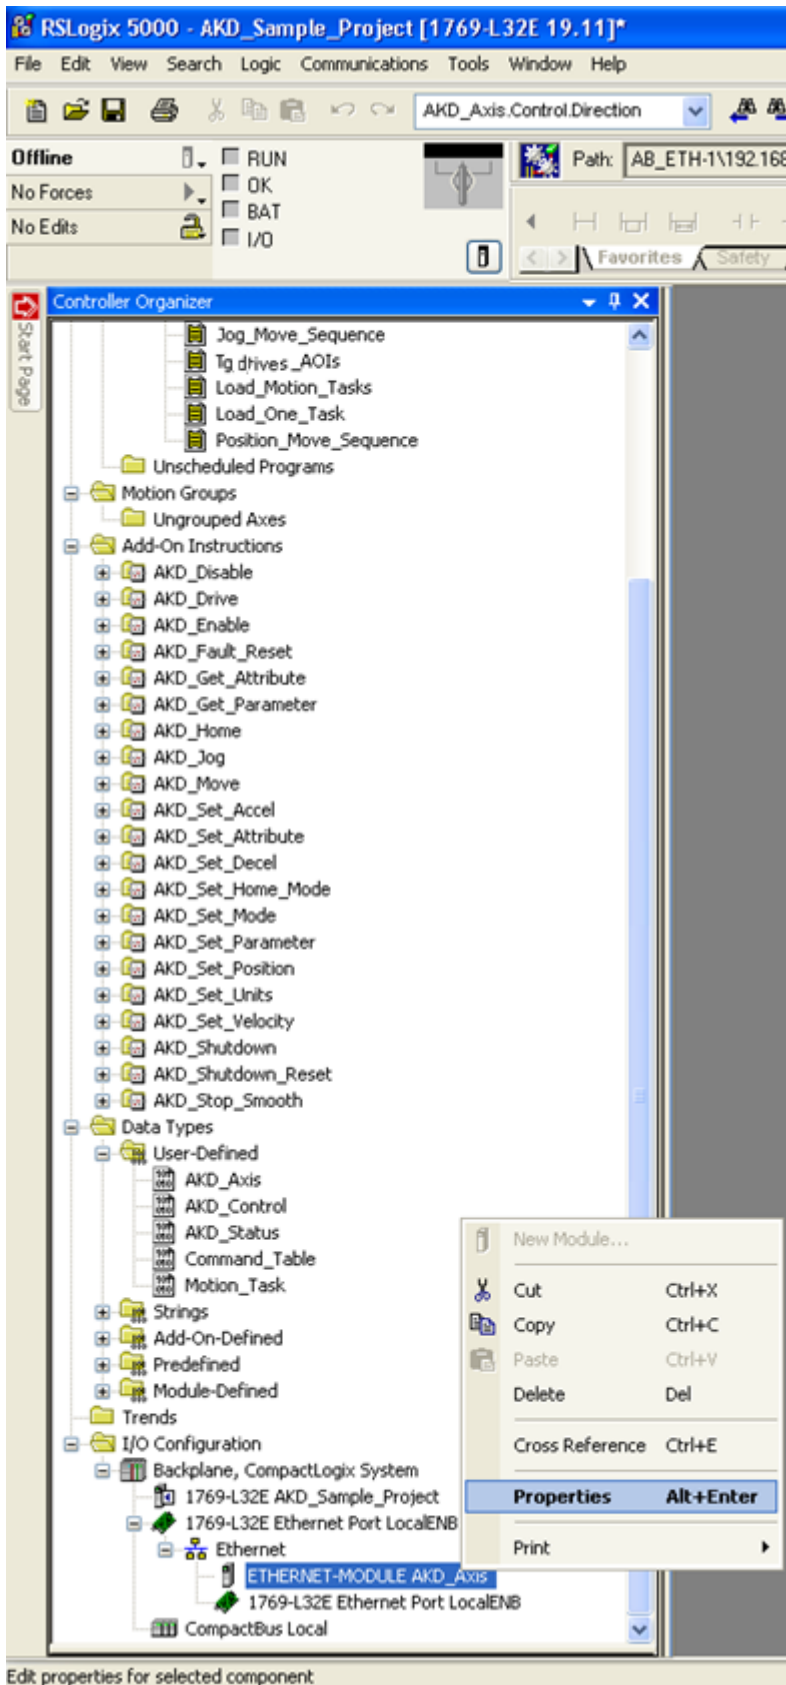 RSLogix 5000 - AKD_Sample_Project [1769-L32E 19.11]*
File Edit View Search Logic Communications Tools Window Help
AKD_Axis.Control.Direction
Offline
RUN
Path: AB_ETH-1\192.168
No Forces
OK
BAT
No Edits
I/O
Favorites Safety
Controller Organizer
Start Page
Jog_Move_Sequence
Tg drives _AOIs
Load_Motion_Tasks
Load_One_Task
Position_Move_Sequence
Unscheduled Programs
Motion Groups
Ungrouped Axes
Add-On Instructions
AKD_Disable
AKD_Drive
AKD_Enable
AKD_Fault_Reset
AKD_Get_Attribute
AKD_Get_Parameter
AKD_Home
AKD_Jog
AKD_Move
AKD_Set_Accel
AKD_Set_Attribute
AKD_Set_Decel
AKD_Set_Home_Mode
AKD_Set_Mode
AKD_Set_Parameter
AKD_Set_Position
AKD_Set_Units
AKD_Set_Velocity
AKD_Shutdown
AKD_Shutdown_Reset
AKD_Stop_Smooth
Data Types
User-Defined
AKD_Axis
AKD_Control
AKD_Status
Command_Table
Motion_Task
Strings
Add-On-Defined
Predefined
Module-Defined
Trends
I/O Configuration
Backplane, CompactLogix System
1769-L32E AKD_Sample_Project
1769-L32E Ethernet Port LocalENB
Ethernet
ETHERNET-MODULE AKD_Axis
1769-L32E Ethernet Port LocalENB
CompactBus Local
New Module...
Cut Ctrl+X
Copy Ctrl+C
Paste Ctrl+V
Delete Del
Cross Reference Ctrl+E
Properties Alt+Enter
Print
Edit properties for selected component